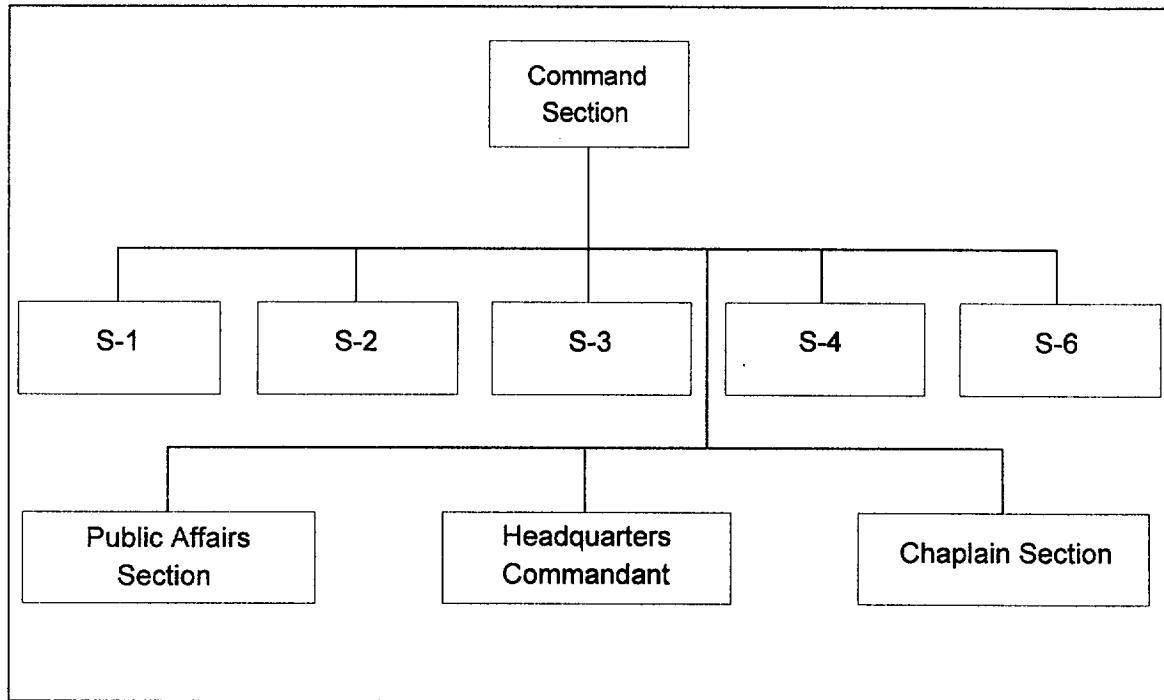 Command
Section
S-1
S-2
S-3
S-4
S-6
Public Affairs
Section
Headquarters
Commandant
Chaplain Section